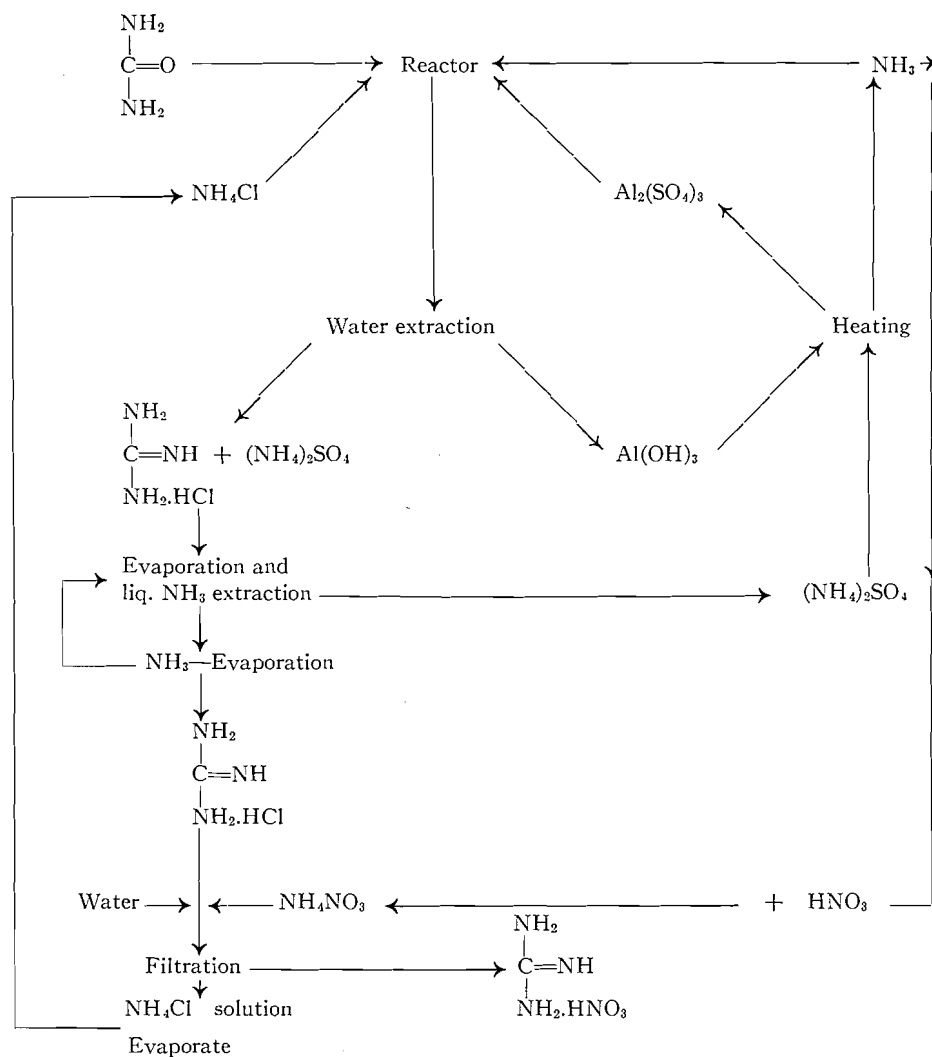 NH₂
C=O
NH₂
Reactor
NH₃
NH₄Cl
Al₂(SO₄)₃
Water extraction
Heating
NH₂
C=NH + (NH₄)₂SO₄
NH₂.HCl
Al(OH)₃
Evaporation and
liq. NH₃ extraction
(NH₄)₂SO₄
NH₃—Evaporation
NH₂
C=NH
NH₂.HCl
Water
NH₄NO₃
+ HNO₃
NH₂
Filtration
C=NH
NH₂.HNO₃
NH₄Cl solution
Evaporate